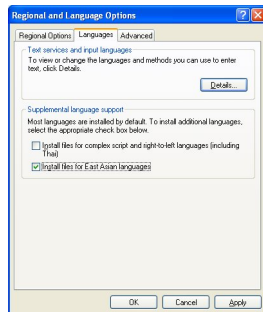 Regional and Language Options
Regional Options Languages Advanced
Text services and input languages
To view or change the languages and methods you can use to enter
text, click Details.
Details...
Supplemental language support
Most languages are installed by default. To install additional languages,
select the appropriate check box below.
Install files for complex script and right-to-left languages (including
Thai)
Install files for East Asian languages
OK Cancel Apply